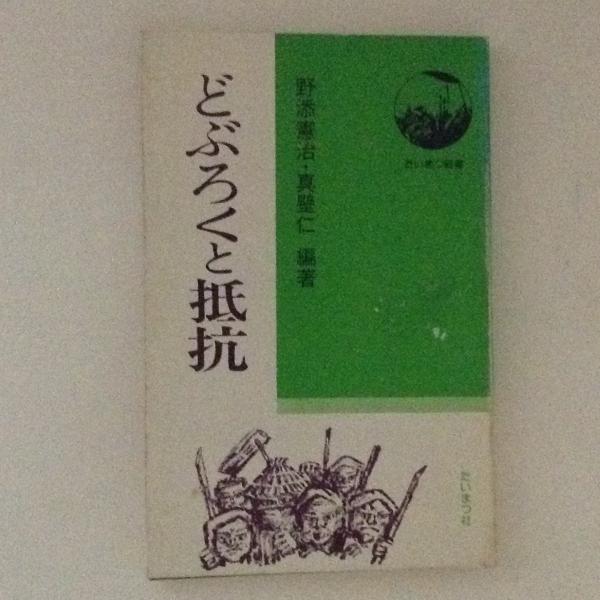 どぶろくと抵抗
野添憲治・真壁仁 編著
たいまつ新書
たいまつ社